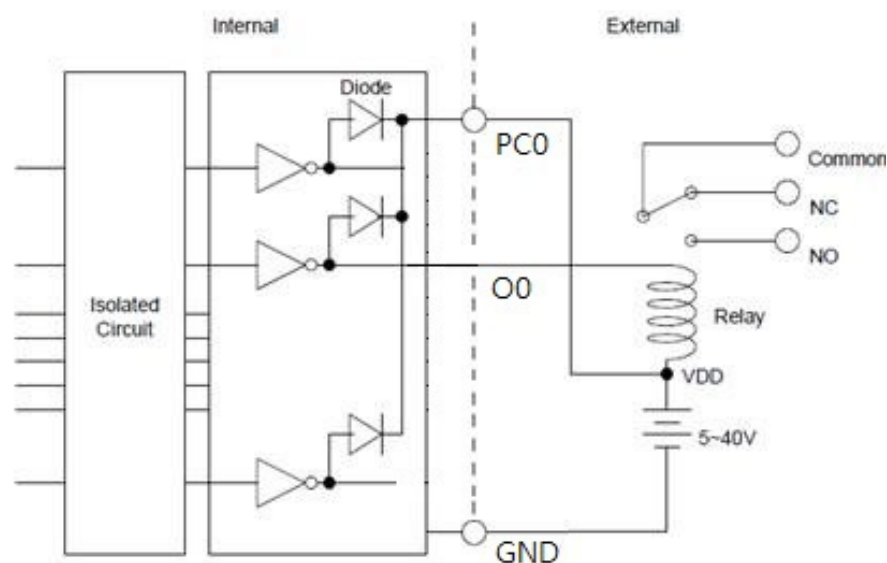 Internal
External
Diode
PC0
Common
NC
NO
O0
Isolated
Circuit
Relay
VDD
5~40V
GND